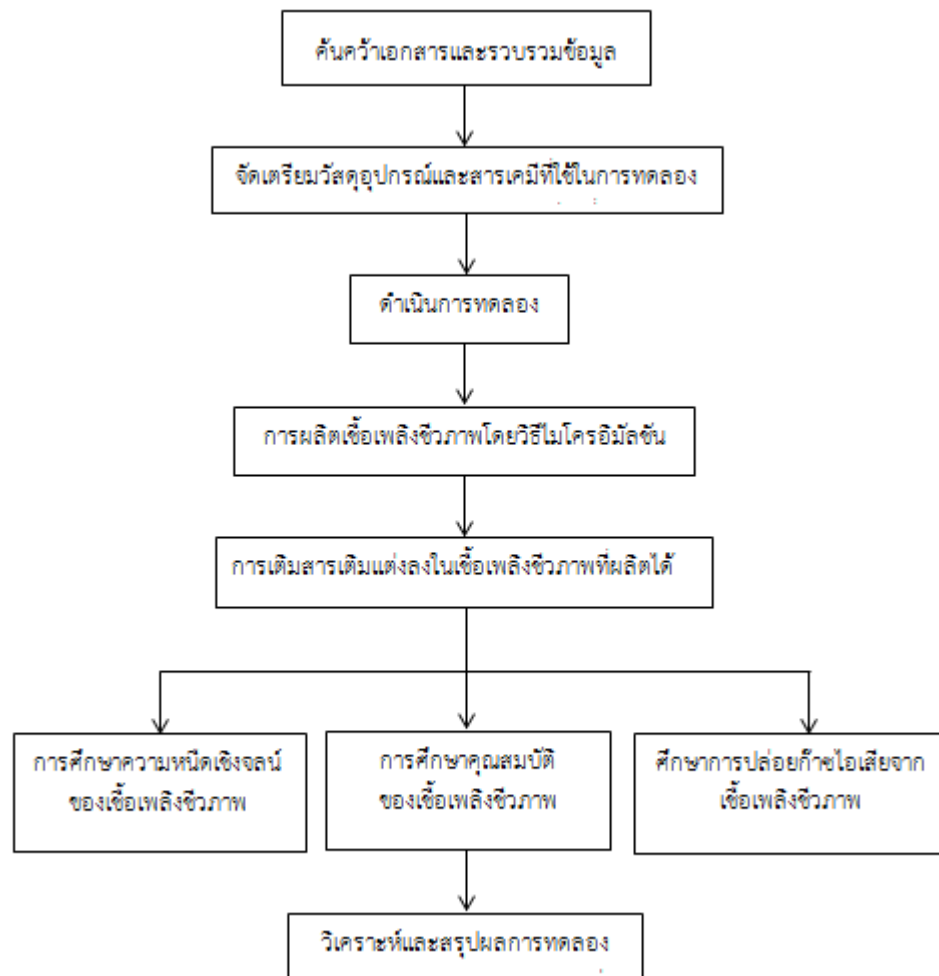 ค้นคว้าเอกสารและรวบรวมข้อมูล
จัดเตรียมวัสดุอุปกรณ์และสารเคมีที่ใช้ในการทดลอง
ดำเนินการทดลอง
การผลิตเชื้อเพลิงชีวภาพโดยวิธีไมโครอิมัลชัน
การเติมสารเติมแต่งลงในเชื้อเพลิงชีวภาพที่ผลิตได้
การศึกษาความหนืดเชิงจลน์
ของเชื้อเพลิงชีวภาพ
การศึกษาคุณสมบัติ
ของเชื้อเพลิงชีวภาพ
ศึกษาการปล่อยก๊าซไอเสียจาก
เชื้อเพลิงชีวภาพ
วิเคราะห์และสรุปผลการทดลอง